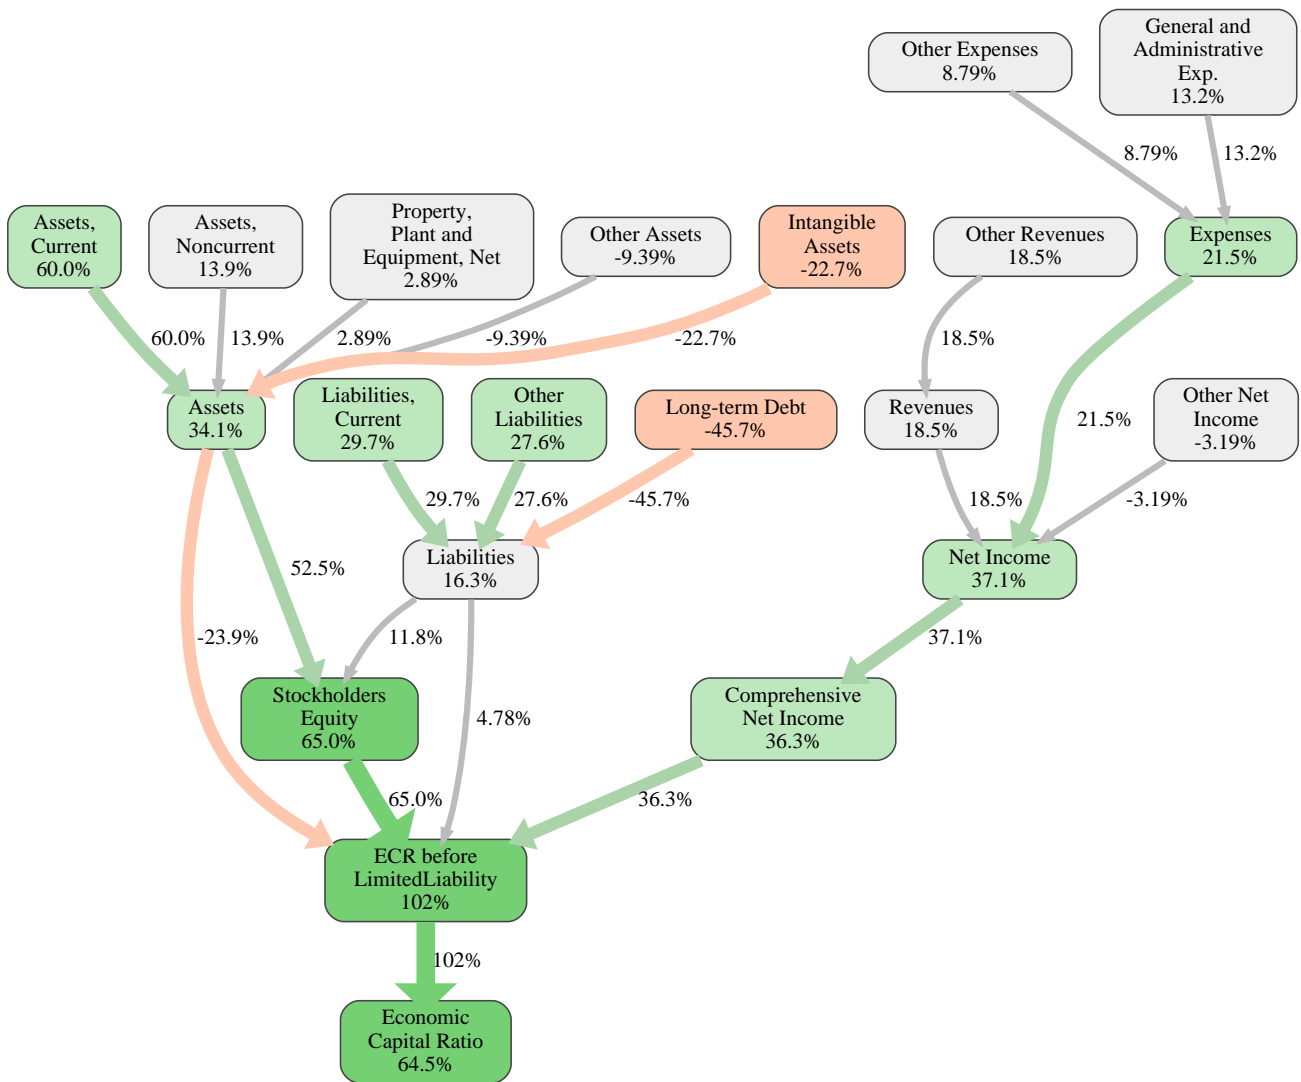 General and
Administrative
Exp.
13.2%
Other Expenses
8.79%
8.79%
13.2%
Assets,
Current
60.0%
Assets,
Noncurrent
13.9%
Property,
Plant and
Equipment, Net
2.89%
Other Assets
-9.39%
Intangible
Assets
-22.7%
Other Revenues
18.5%
Expenses
21.5%
60.0%
13.9%
2.89%
-9.39%
-22.7%
18.5%
Assets
34.1%
Liabilities,
Current
29.7%
Other
Liabilities
27.6%
Long-term Debt
-45.7%
Revenues
18.5%
21.5%
Other Net
Income
-3.19%
29.7%
27.6%
-45.7%
18.5%
-3.19%
52.5%
Liabilities
16.3%
Net Income
37.1%
-23.9%
11.8%
37.1%
Stockholders
Equity
65.0%
4.78%
Comprehensive
Net Income
36.3%
65.0%
36.3%
ECR before
LimitedLiability
102%
102%
Economic
Capital Ratio
64.5%